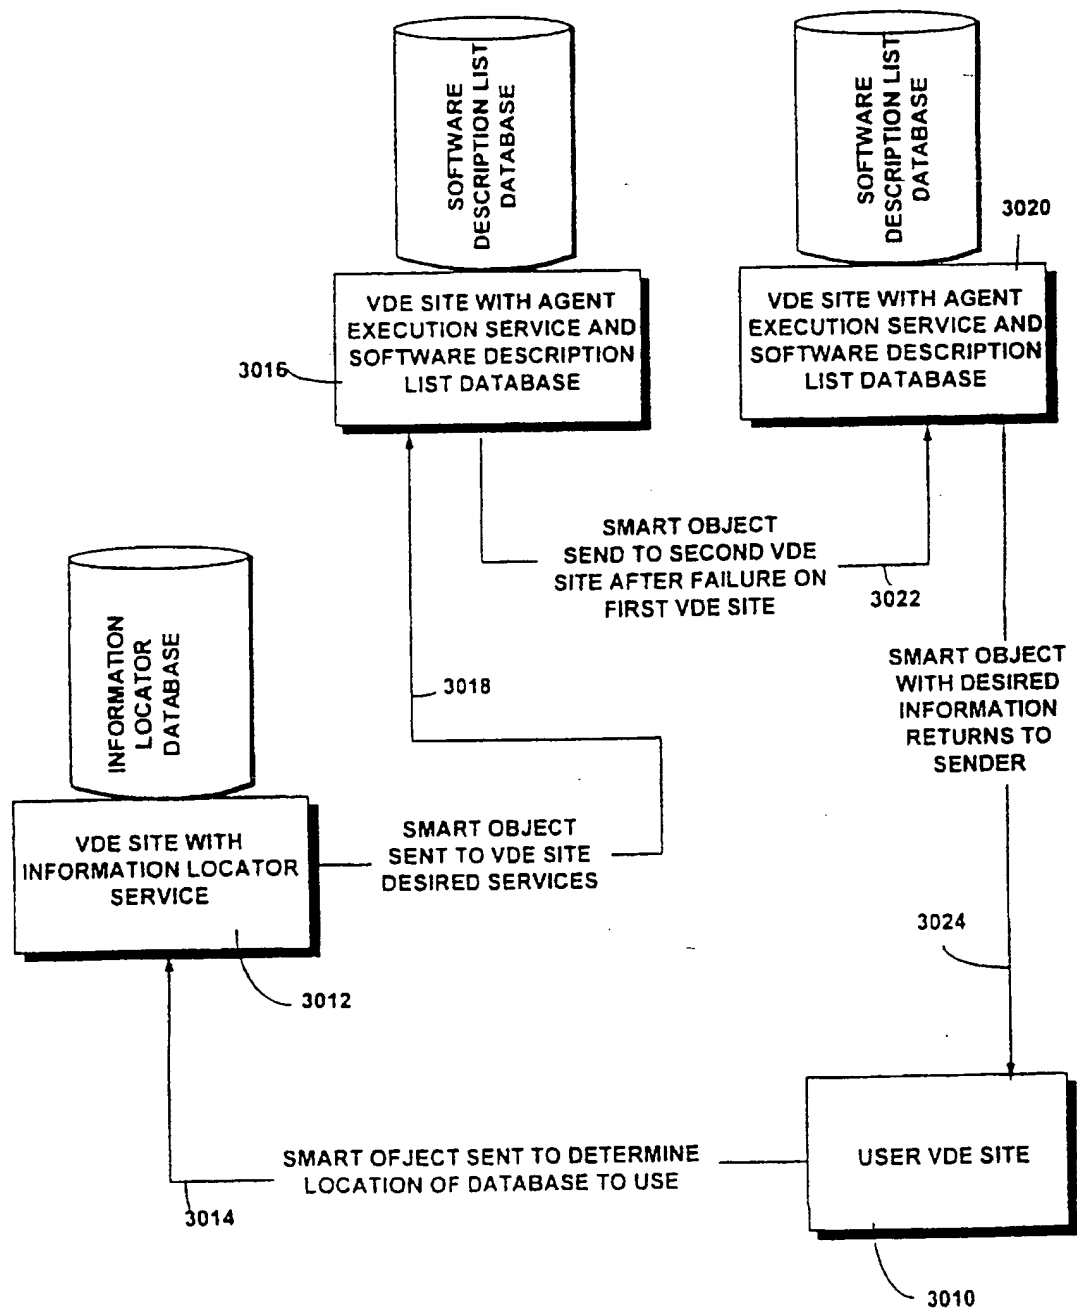 SOFTWARE
DESCRIPTION LIST
DATABASE
SOFTWARE
DESCRIPTION LIST
DATABASE
3020
VDE SITE WITH AGENT
EXECUTION SERVICE AND
SOFTWARE DESCRIPTION
LIST DATABASE
3016
VDE SITE WITH AGENT
EXECUTION SERVICE AND
SOFTWARE DESCRIPTION
LIST DATABASE
SMART OBJECT
SEND TO SECOND VDE
SITE AFTER FAILURE ON
FIRST VDE SITE
3022
INFORMATION
LOCATOR
DATABASE
3018
SMART OBJECT
WITH DESIRED
INFORMATION
RETURNS TO
SENDER
VDE SITE WITH
INFORMATION LOCATOR
SERVICE
SMART OBJECT
SENT TO VDE SITE
DESIRED SERVICES
3024
3012
SMART OFJECT SENT TO DETERMINE
LOCATION OF DATABASE TO USE
3014
USER VDE SITE
3010